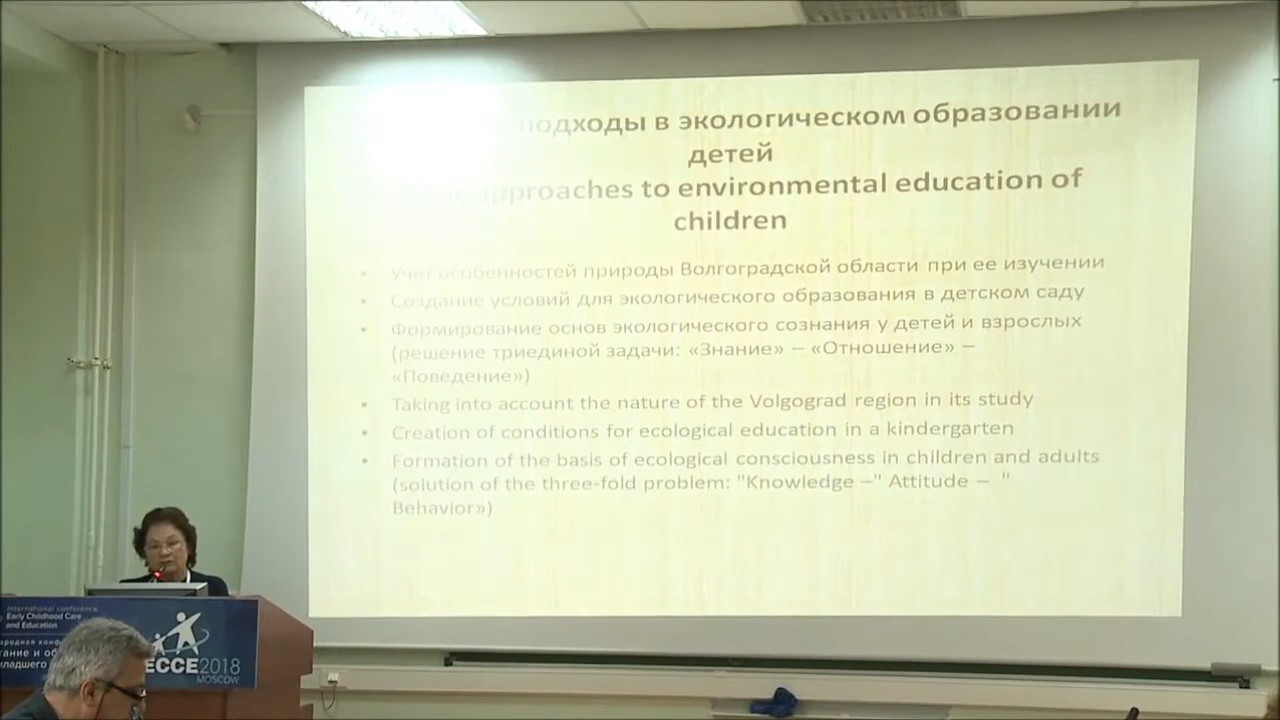 подходы в экологическом образовании
детей
approaches to environmental education of
children
• Учет особенностей природы Волгоградской области при ее изучении
• Создание условий для экологического образования в детском саду
• Формирование основ экологического сознания у детей и взрослых
(решение триединой задачи: «Знание» – «Отношение» –
«Поведение»)
• Taking into account the nature of the Volgograd region in its study
• Creation of conditions for ecological education in a kindergarten
• Formation of the basis of ecological consciousness in children and adults
(solution of the three-fold problem: "Knowledge –" Attitude – "
Behavior»)
international conference
Early Childhood Care
and Education
ECCE2018
MOSCOW